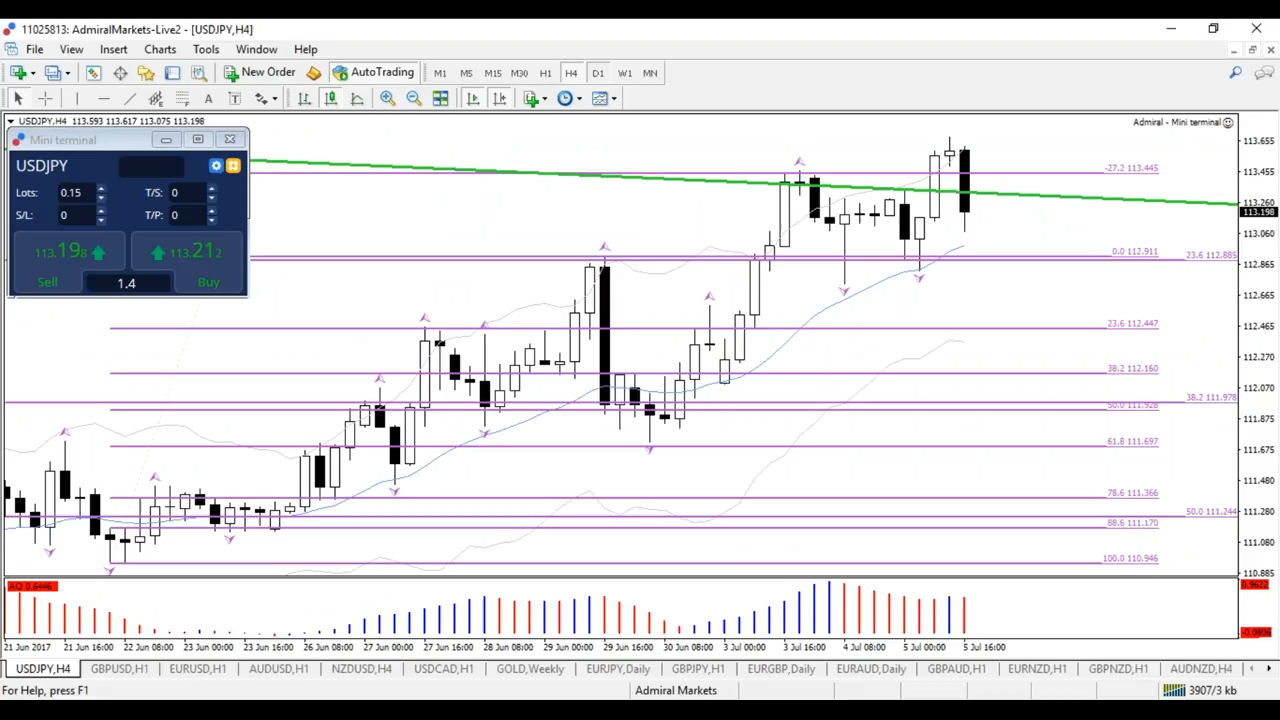 11025813: AdmiralMarkets-Live2 - [USDJPY,H4]
File View Insert Charts Tools Window Help
New Order AutoTrading M1 M5 M15 M30 H1 H4 D1 W1 MN
A T
USDJPY,H4 113.593 113.617 113.075 113.198
Admiral - Mini terminal
Mini terminal
USDJPY
Lots: 0.15 T/S: 0
S/L: 0 T/P: 0
113.198 113.212
Sell 1.4 Buy
-27.2 113.445
0.0 112.911
23.6 112.885
23.6 112.447
38.2 112.160
38.2 111.978
50.0 111.928
61.8 111.697
78.6 111.366
50.0 111.244
88.6 111.170
100.0 110.946
113.655
113.455
113.260
113.198
113.060
112.865
112.665
112.465
112.270
112.070
111.875
111.675
111.480
111.280
111.080
110.885
AO 0.6446
0.9622
-0.0906
21 Jun 2017 21 Jun 16:00 22 Jun 08:00 23 Jun 00:00 23 Jun 16:00 26 Jun 08:00 27 Jun 00:00 27 Jun 16:00 28 Jun 08:00 29 Jun 00:00 29 Jun 16:00 30 Jun 08:00 3 Jul 00:00 3 Jul 16:00 4 Jul 08:00 5 Jul 00:00 5 Jul 16:00
USDJPY,H4 GBPUSD,H1 EURUSD,H1 AUDUSD,H1 NZDUSD,H4 USDCAD,H1 GOLD,Weekly EURJPY,Daily GBPJPY,H1 EURGBP,Daily EURAUD,Daily GBPAUD,H1 EURNZD,H1 GBPNZD,H1 AUDNZD,H4
For Help, press F1 Admiral Markets 3907/3 kb